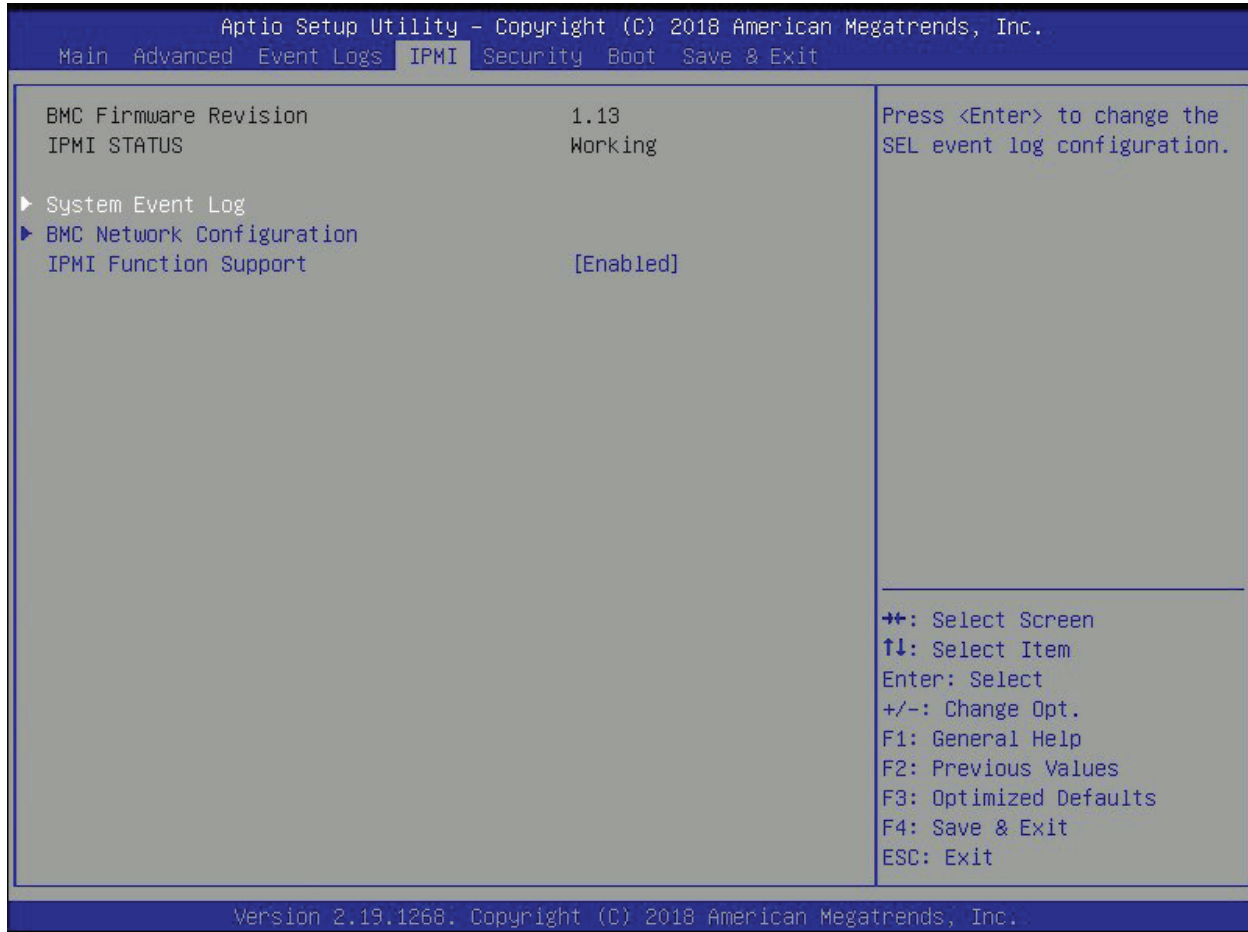 Aptio Setup Utility – Copyright (C) 2018 American Megatrends, Inc.
Main Advanced Event Logs IPMI Security Boot Save & Exit
BMC Firmware Revision 1.13
IPMI STATUS Working
System Event Log
BMC Network Configuration
IPMI Function Support [Enabled]
Press <Enter> to change the
SEL event log configuration.
→←: Select Screen
↑↓: Select Item
Enter: Select
+/-: Change Opt.
F1: General Help
F2: Previous Values
F3: Optimized Defaults
F4: Save & Exit
ESC: Exit
Version 2.19.1268. Copyright (C) 2018 American Megatrends, Inc.